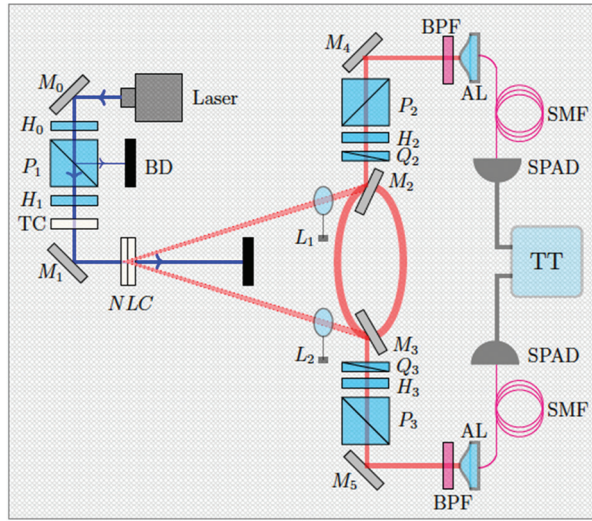 M₄
BPF
M₀
Laser
AL
P₂
H₀
SMF
H₂
P₁
BD
Q₂
SPAD
H₁
M₂
TC
L₁
M₁
TT
NLC
M₃
L₂
Q₃
SPAD
H₃
SMF
P₃
AL
M₅
BPF